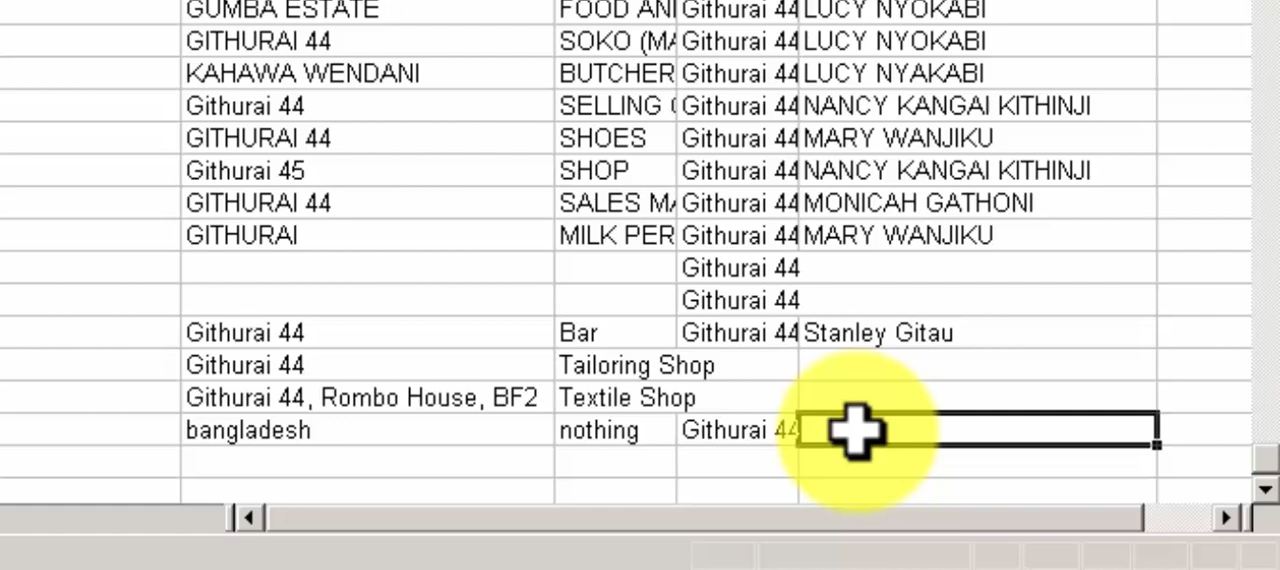 GUMBA ESTATE FOOD AN Githurai 44 LUCY NYOKABI
GITHURAI 44 SOKO (MA Githurai 44 LUCY NYOKABI
KAHAWA WENDANI BUTCHER Githurai 44 LUCY NYAKABI
Githurai 44 SELLING Githurai 44 NANCY KANGAI KITHINJI
GITHURAI 44 SHOES Githurai 44 MARY WANJIKU
Githurai 45 SHOP Githurai 44 NANCY KANGAI KITHINJI
GITHURAI 44 SALES MA Githurai 44 MONICAH GATHONI
GITHURAI MILK PER Githurai 44 MARY WANJIKU
Githurai 44
Githurai 44
Githurai 44 Bar Githurai 44 Stanley Gitau
Githurai 44 Tailoring Shop
Githurai 44, Rombo House, BF2 Textile Shop
bangladesh nothing Githurai 44